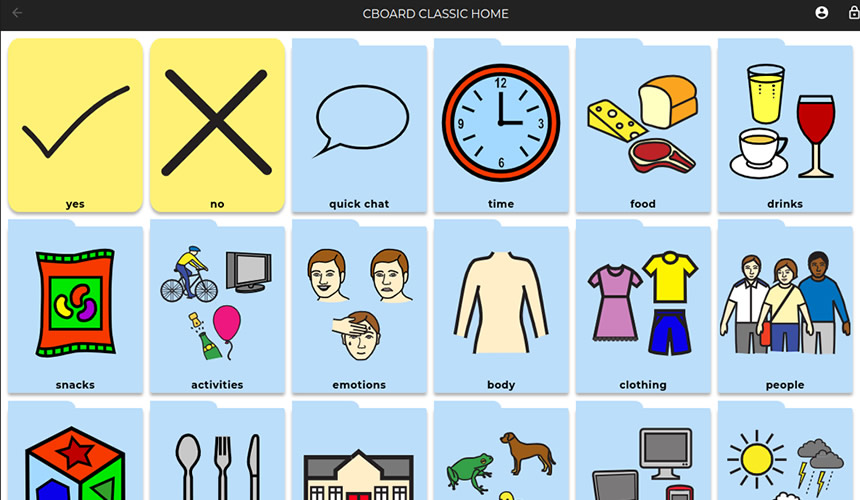 CBOARD CLASSIC HOME
yes
no
quick chat
12
9
3
6
time
food
drinks
snacks
activities
emotions
body
clothing
people